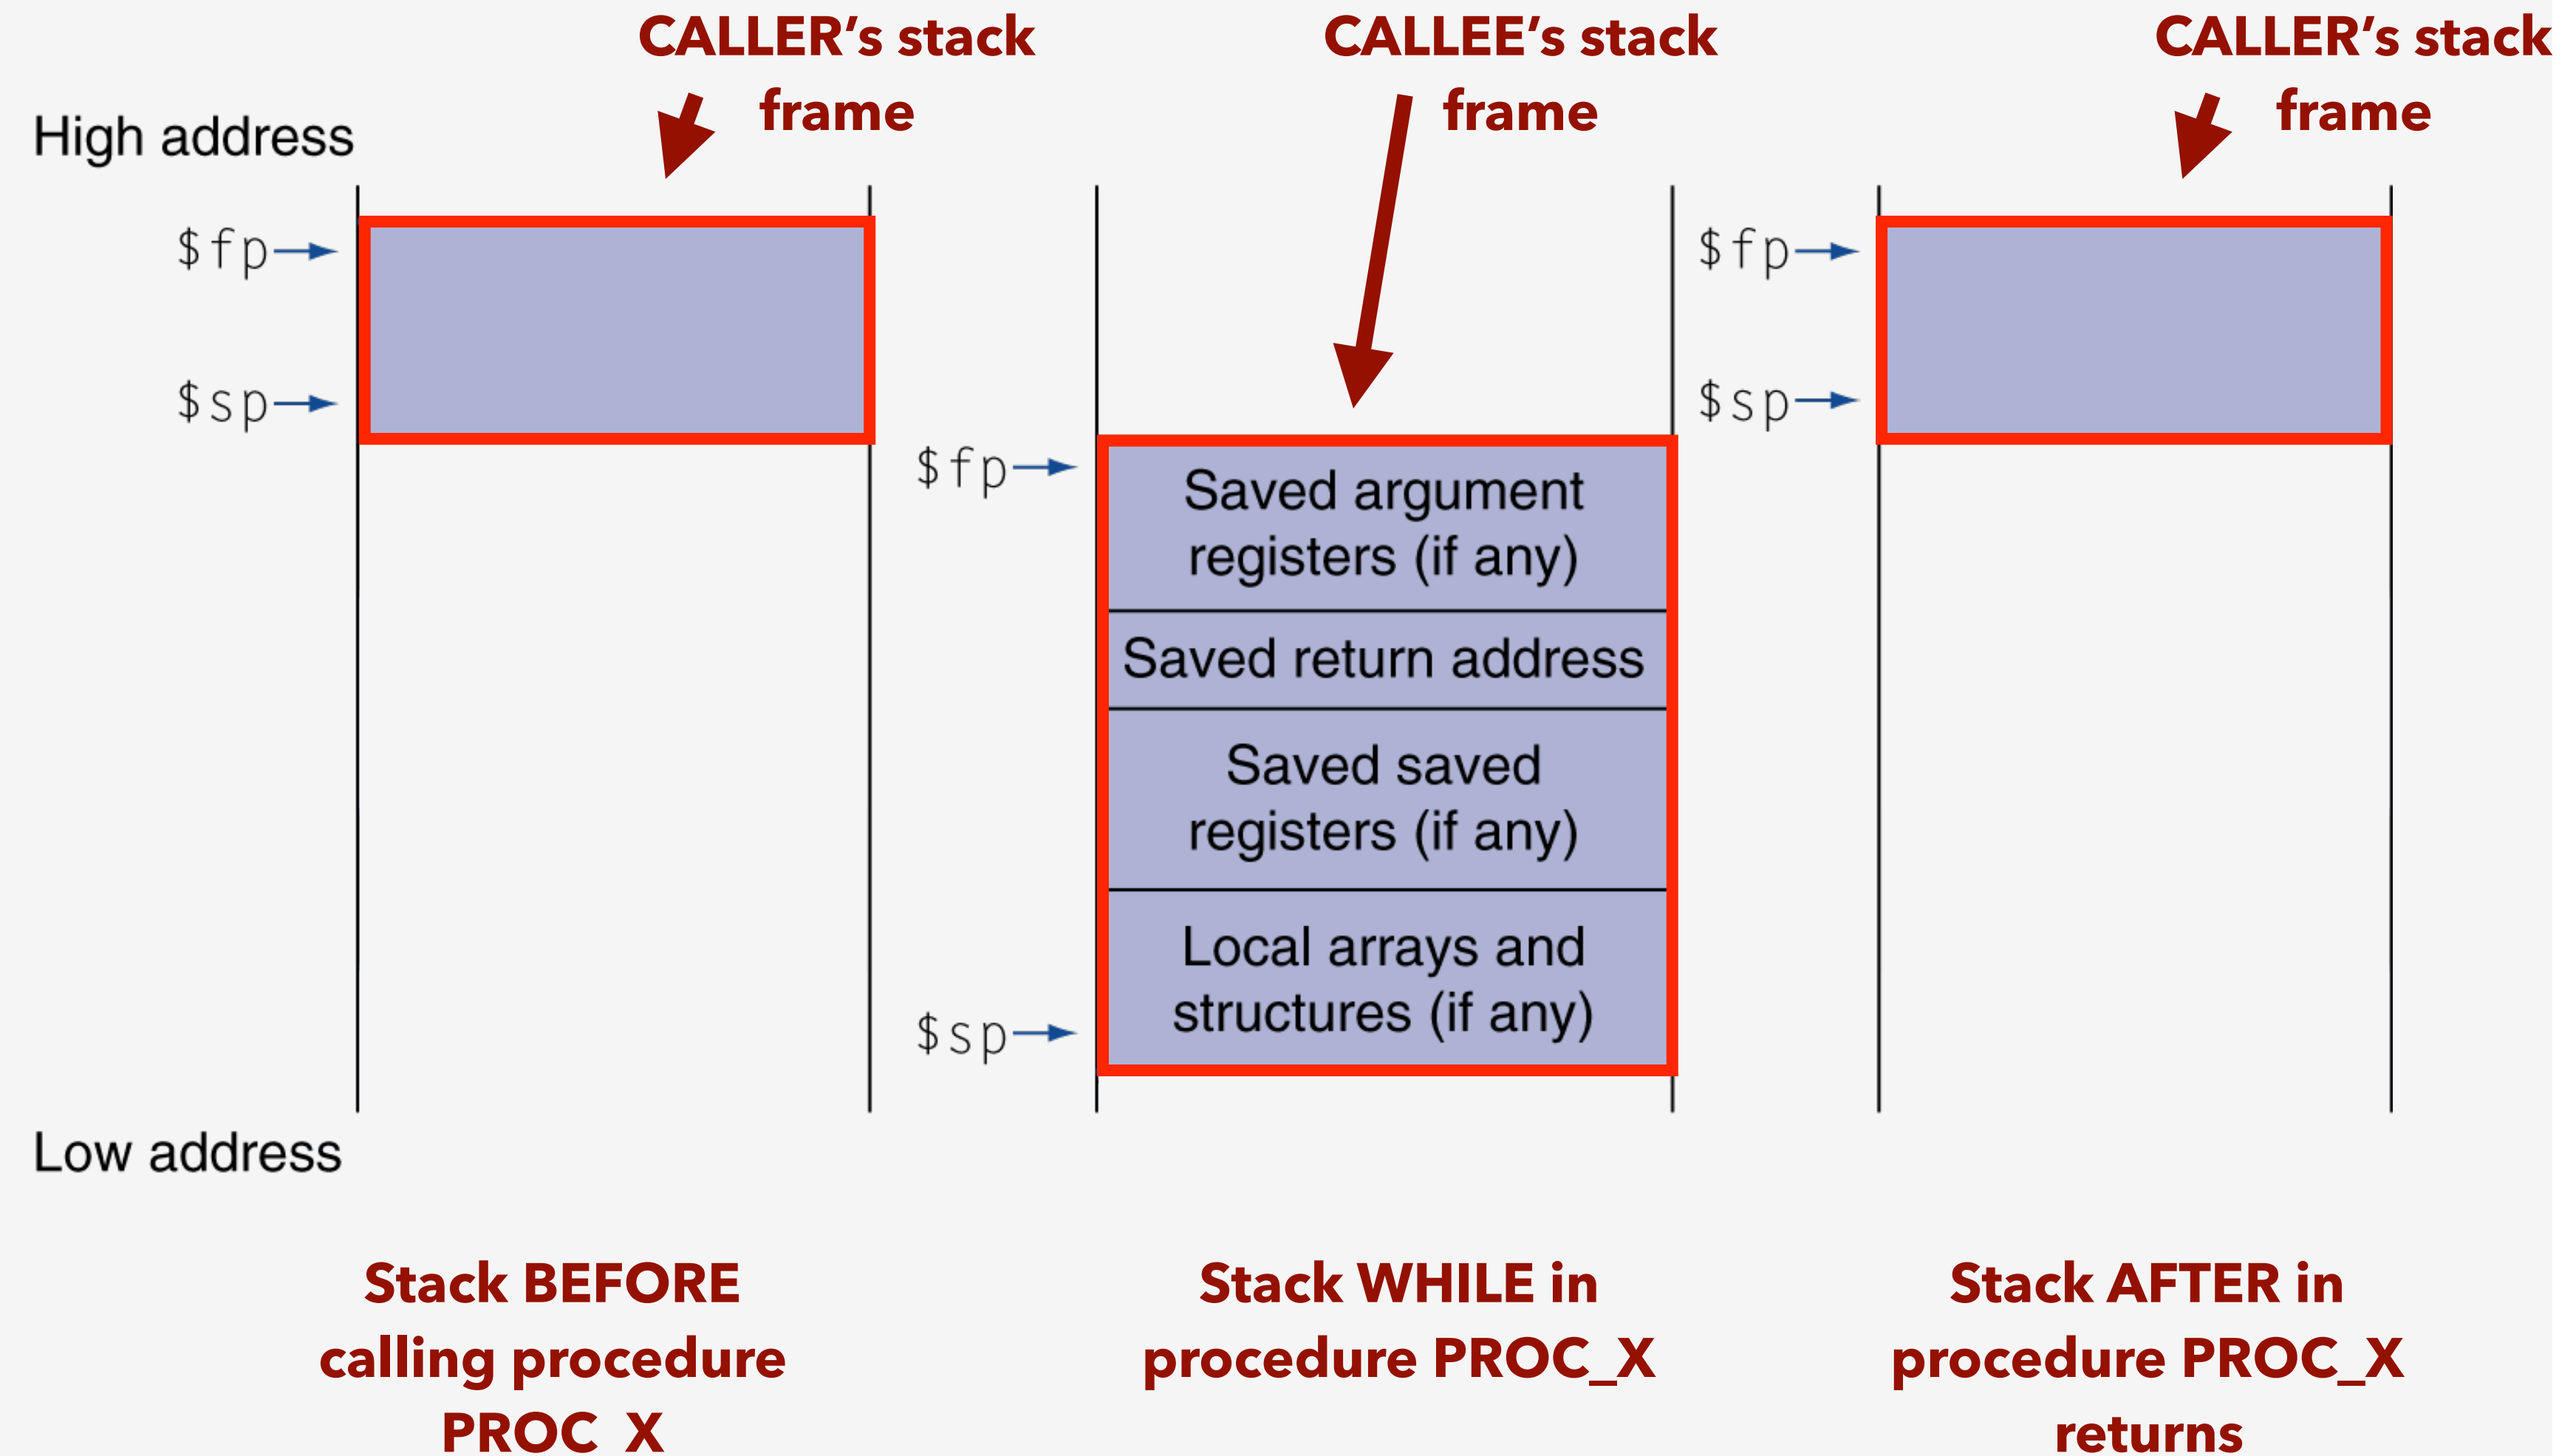 CALLER’s stack
frame
CALLEE’s stack
frame
CALLER’s stack
frame
High address
$fp
$sp
$fp
Saved argument
registers (if any)
Saved return address
Saved saved
registers (if any)
Local arrays and
structures (if any)
$sp
$fp
$sp
Low address
Stack BEFORE
calling procedure
PROC_X
Stack WHILE in
procedure PROC_X
Stack AFTER in
procedure PROC_X
returns